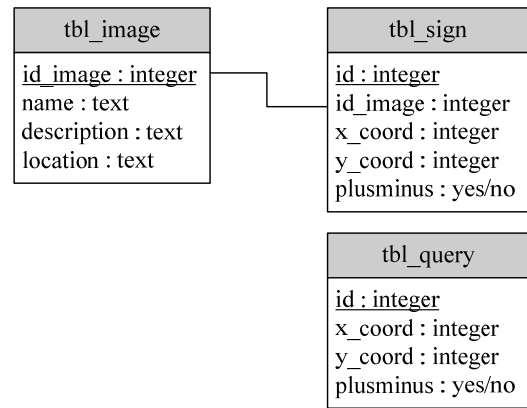 tbl_image
id_image : integer
name : text
description : text
location : text
tbl_sign
id : integer
id_image : integer
x_coord : integer
y_coord : integer
plusminus : yes/no
tbl_query
id : integer
x_coord : integer
y_coord : integer
plusminus : yes/no